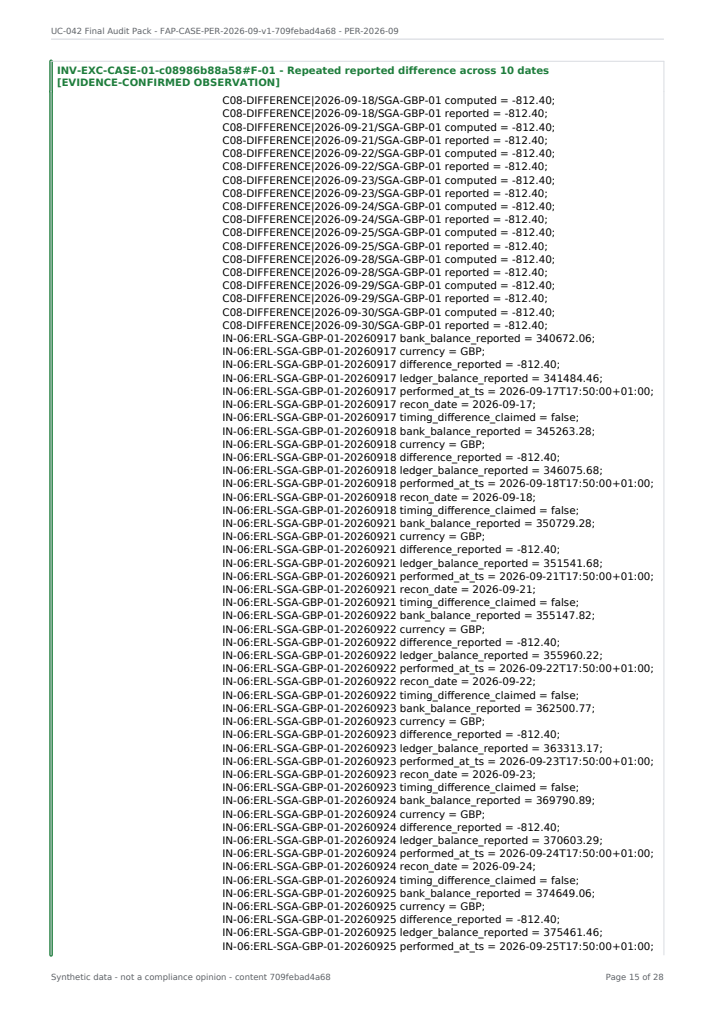 UC-042 Final Audit Pack - FAP-CASE-PER-2026-09-v1-709febad4a68 - PER-2026-09
INV-EXC-CASE-01-c08986b88a58#F-01 - Repeated reported difference across 10 dates
[EVIDENCE-CONFIRMED OBSERVATION]
C08-DIFFERENCE|2026-09-18/SGA-GBP-01 computed = -812.40;
C08-DIFFERENCE|2026-09-18/SGA-GBP-01 reported = -812.40;
C08-DIFFERENCE|2026-09-21/SGA-GBP-01 computed = -812.40;
C08-DIFFERENCE|2026-09-21/SGA-GBP-01 reported = -812.40;
C08-DIFFERENCE|2026-09-22/SGA-GBP-01 computed = -812.40;
C08-DIFFERENCE|2026-09-22/SGA-GBP-01 reported = -812.40;
C08-DIFFERENCE|2026-09-23/SGA-GBP-01 computed = -812.40;
C08-DIFFERENCE|2026-09-23/SGA-GBP-01 reported = -812.40;
C08-DIFFERENCE|2026-09-24/SGA-GBP-01 computed = -812.40;
C08-DIFFERENCE|2026-09-24/SGA-GBP-01 reported = -812.40;
C08-DIFFERENCE|2026-09-25/SGA-GBP-01 computed = -812.40;
C08-DIFFERENCE|2026-09-25/SGA-GBP-01 reported = -812.40;
C08-DIFFERENCE|2026-09-28/SGA-GBP-01 computed = -812.40;
C08-DIFFERENCE|2026-09-28/SGA-GBP-01 reported = -812.40;
C08-DIFFERENCE|2026-09-29/SGA-GBP-01 computed = -812.40;
C08-DIFFERENCE|2026-09-29/SGA-GBP-01 reported = -812.40;
C08-DIFFERENCE|2026-09-30/SGA-GBP-01 computed = -812.40;
C08-DIFFERENCE|2026-09-30/SGA-GBP-01 reported = -812.40;
IN-06:ERL-SGA-GBP-01-20260917 bank_balance_reported = 340672.06;
IN-06:ERL-SGA-GBP-01-20260917 currency = GBP;
IN-06:ERL-SGA-GBP-01-20260917 difference_reported = -812.40;
IN-06:ERL-SGA-GBP-01-20260917 ledger_balance_reported = 341484.46;
IN-06:ERL-SGA-GBP-01-20260917 performed_at_ts = 2026-09-17T17:50:00+01:00;
IN-06:ERL-SGA-GBP-01-20260917 recon_date = 2026-09-17;
IN-06:ERL-SGA-GBP-01-20260917 timing_difference_claimed = false;
IN-06:ERL-SGA-GBP-01-20260918 bank_balance_reported = 345263.28;
IN-06:ERL-SGA-GBP-01-20260918 currency = GBP;
IN-06:ERL-SGA-GBP-01-20260918 difference_reported = -812.40;
IN-06:ERL-SGA-GBP-01-20260918 ledger_balance_reported = 346075.68;
IN-06:ERL-SGA-GBP-01-20260918 performed_at_ts = 2026-09-18T17:50:00+01:00;
IN-06:ERL-SGA-GBP-01-20260918 recon_date = 2026-09-18;
IN-06:ERL-SGA-GBP-01-20260918 timing_difference_claimed = false;
IN-06:ERL-SGA-GBP-01-20260921 bank_balance_reported = 350729.28;
IN-06:ERL-SGA-GBP-01-20260921 currency = GBP;
IN-06:ERL-SGA-GBP-01-20260921 difference_reported = -812.40;
IN-06:ERL-SGA-GBP-01-20260921 ledger_balance_reported = 351541.68;
IN-06:ERL-SGA-GBP-01-20260921 performed_at_ts = 2026-09-21T17:50:00+01:00;
IN-06:ERL-SGA-GBP-01-20260921 recon_date = 2026-09-21;
IN-06:ERL-SGA-GBP-01-20260921 timing_difference_claimed = false;
IN-06:ERL-SGA-GBP-01-20260922 bank_balance_reported = 355147.82;
IN-06:ERL-SGA-GBP-01-20260922 currency = GBP;
IN-06:ERL-SGA-GBP-01-20260922 difference_reported = -812.40;
IN-06:ERL-SGA-GBP-01-20260922 ledger_balance_reported = 355960.22;
IN-06:ERL-SGA-GBP-01-20260922 performed_at_ts = 2026-09-22T17:50:00+01:00;
IN-06:ERL-SGA-GBP-01-20260922 recon_date = 2026-09-22;
IN-06:ERL-SGA-GBP-01-20260922 timing_difference_claimed = false;
IN-06:ERL-SGA-GBP-01-20260923 bank_balance_reported = 362500.77;
IN-06:ERL-SGA-GBP-01-20260923 currency = GBP;
IN-06:ERL-SGA-GBP-01-20260923 difference_reported = -812.40;
IN-06:ERL-SGA-GBP-01-20260923 ledger_balance_reported = 363313.17;
IN-06:ERL-SGA-GBP-01-20260923 performed_at_ts = 2026-09-23T17:50:00+01:00;
IN-06:ERL-SGA-GBP-01-20260923 recon_date = 2026-09-23;
IN-06:ERL-SGA-GBP-01-20260923 timing_difference_claimed = false;
IN-06:ERL-SGA-GBP-01-20260924 bank_balance_reported = 369790.89;
IN-06:ERL-SGA-GBP-01-20260924 currency = GBP;
IN-06:ERL-SGA-GBP-01-20260924 difference_reported = -812.40;
IN-06:ERL-SGA-GBP-01-20260924 ledger_balance_reported = 370603.29;
IN-06:ERL-SGA-GBP-01-20260924 performed_at_ts = 2026-09-24T17:50:00+01:00;
IN-06:ERL-SGA-GBP-01-20260924 recon_date = 2026-09-24;
IN-06:ERL-SGA-GBP-01-20260924 timing_difference_claimed = false;
IN-06:ERL-SGA-GBP-01-20260925 bank_balance_reported = 374649.06;
IN-06:ERL-SGA-GBP-01-20260925 currency = GBP;
IN-06:ERL-SGA-GBP-01-20260925 difference_reported = -812.40;
IN-06:ERL-SGA-GBP-01-20260925 ledger_balance_reported = 375461.46;
IN-06:ERL-SGA-GBP-01-20260925 performed_at_ts = 2026-09-25T17:50:00+01:00;
Synthetic data - not a compliance opinion - content 709febad4a68
Page 15 of 28